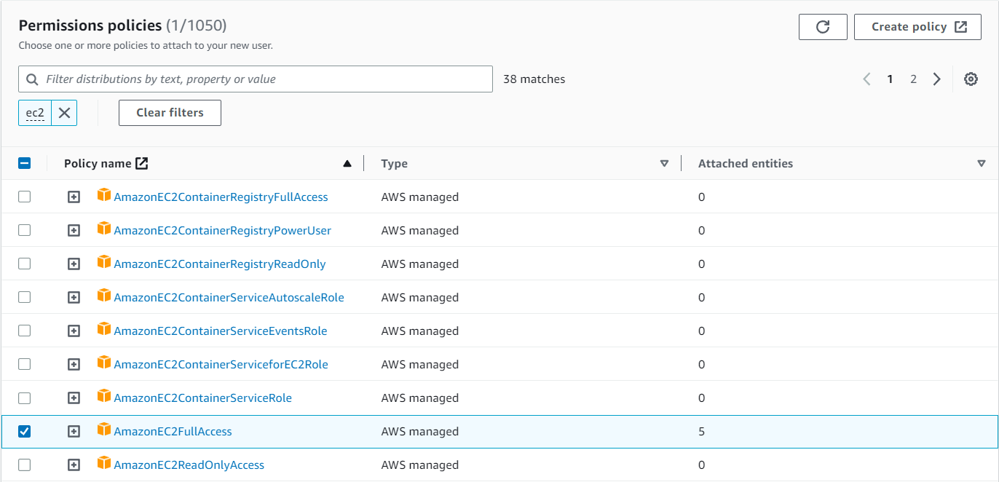 Permissions policies (1/1050)
Create policy
Choose one or more policies to attach to your new user.
Filter distributions by text, property or value
38 matches
1 2
ec2
Clear filters
Policy name Type Attached entities
AmazonEC2ContainerRegistryFullAccess AWS managed 0
AmazonEC2ContainerRegistryPowerUser AWS managed 0
AmazonEC2ContainerRegistryReadOnly AWS managed 0
AmazonEC2ContainerServiceAutoscaleRole AWS managed 0
AmazonEC2ContainerServiceEventsRole AWS managed 0
AmazonEC2ContainerServiceforEC2Role AWS managed 0
AmazonEC2ContainerServiceRole AWS managed 0
AmazonEC2FullAccess AWS managed 5
AmazonEC2ReadOnlyAccess AWS managed 0